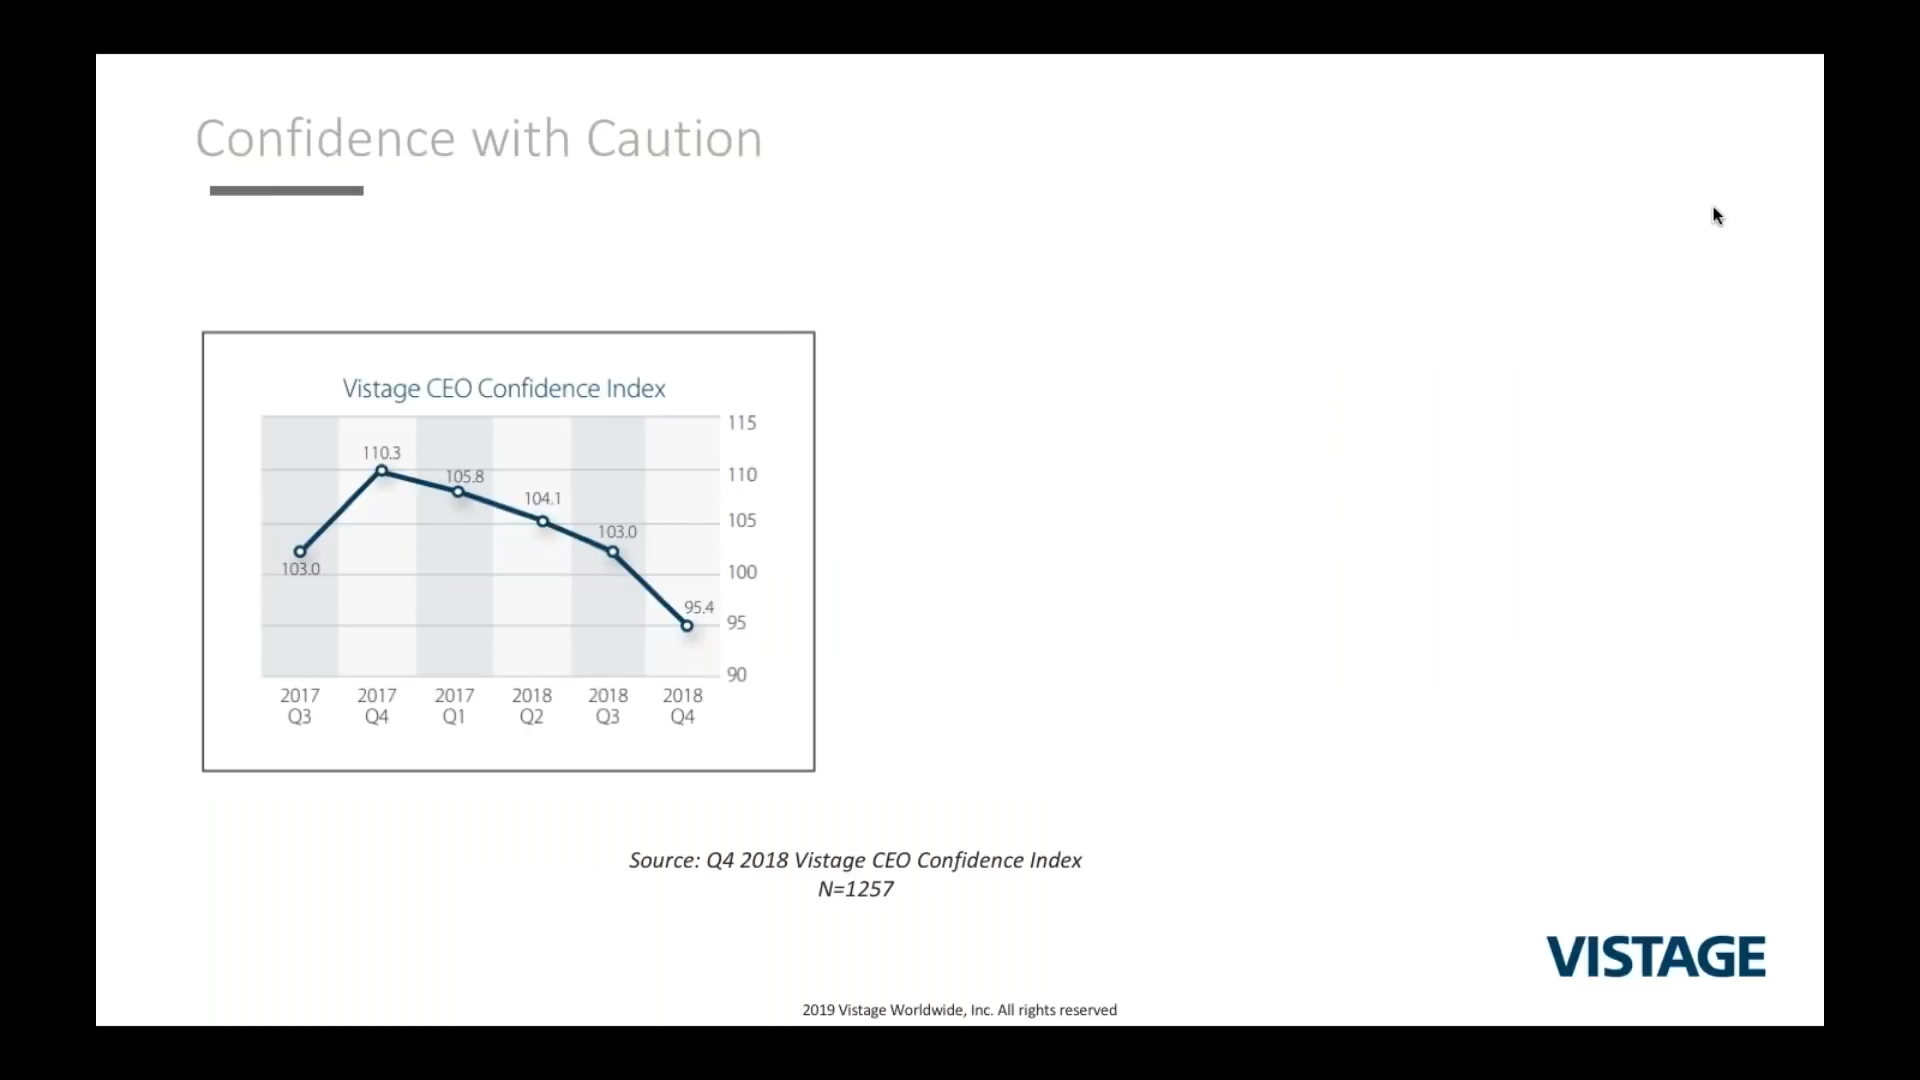 Confidence with Caution
Vistage CEO Confidence Index
115
110
105
100
95
90
103.0
110.3
105.8
104.1
103.0
95.4
2017 2017 2017 2018 2018 2018
Q3 Q4 Q1 Q2 Q3 Q4
Source: Q4 2018 Vistage CEO Confidence Index
N=1257
VISTAGE
2019 Vistage Worldwide, Inc. All rights reserved